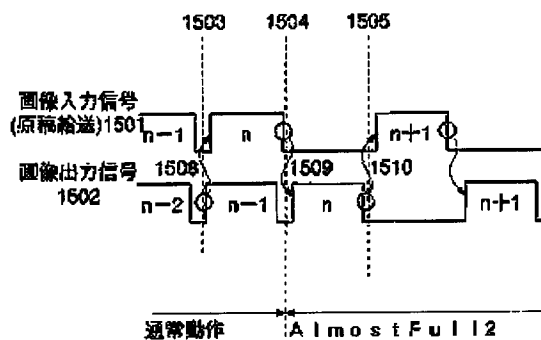 1503 1504 1505
画像入力信号
(原稿給送)1501
n-1 n n+1
1508 1509 1510
画像出力信号
1502
n-2 n-1 n n+1
通常動作 AlmostFull2